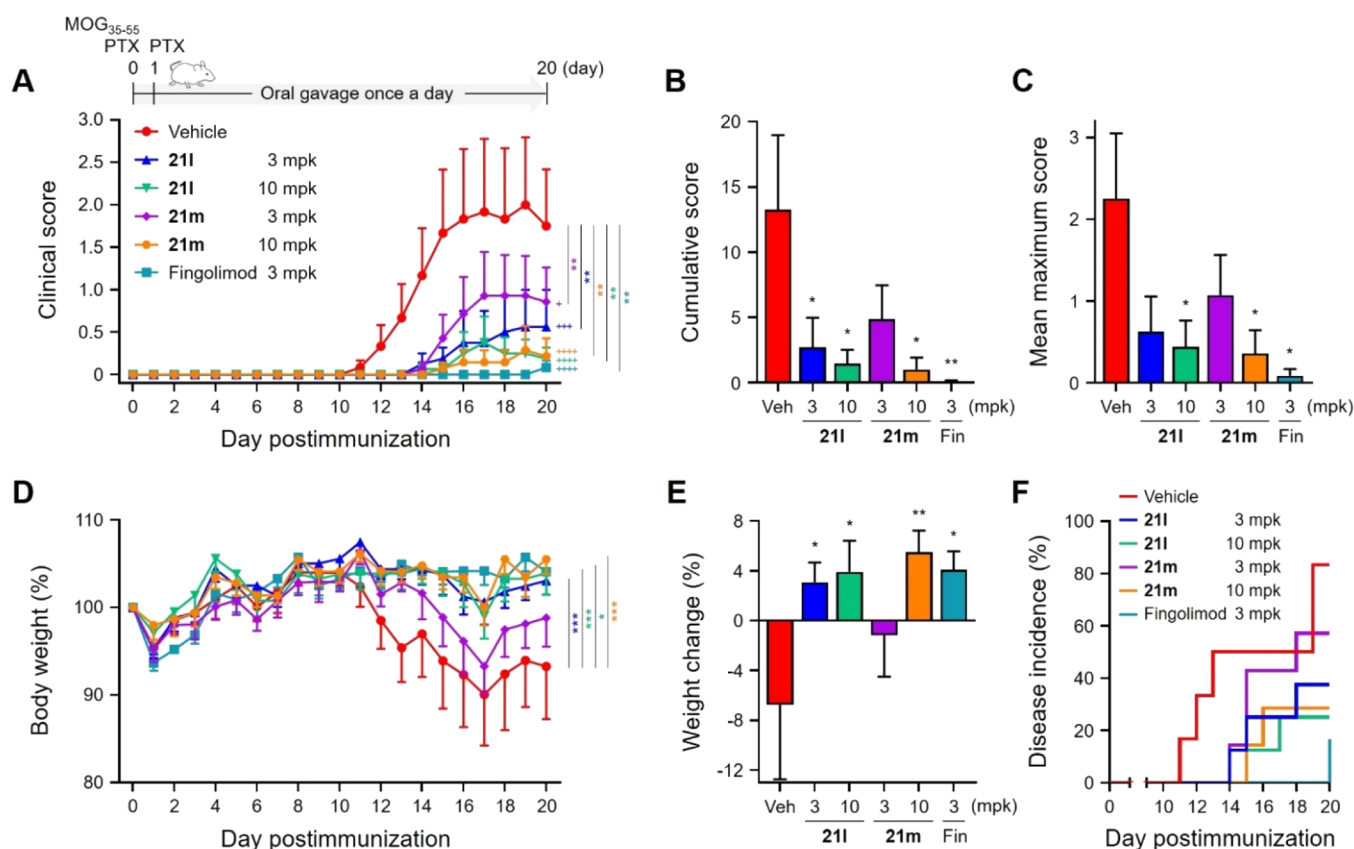 MOG35-55
PTX PTX
0 1 20 (day)
A
Oral gavage once a day
3.0
2.5
2.0
1.5
1.0
0.5
0
Clinical score
Vehicle
21l 3 mpk
21l 10 mpk
21m 3 mpk
21m 10 mpk
Fingolimod 3 mpk
**
**
**
**
**
+
+++
++++
++++
++++
0 2 4 6 8 10 12 14 16 18 20
Day postimmunization
B
20
15
10
5
0
Cumulative score
* * * **
Veh 3 10 3 10 3 (mpk)
21l 21m Fin
C
3
2
1
0
Mean maximum score
* * *
Veh 3 10 3 10 3 (mpk)
21l 21m Fin
D
110
100
90
80
Body weight (%)
***
***
*
***
0 2 4 6 8 10 12 14 16 18 20
Day postimmunization
E
8
4
0
-4
-8
-12
Weight change (%)
* * ** *
Veh 3 10 3 10 3 (mpk)
21l 21m Fin
F
Vehicle
21l 3 mpk
21l 10 mpk
21m 3 mpk
21m 10 mpk
Fingolimod 3 mpk
100
80
60
40
20
0
Disease incidence (%)
0 10 12 14 16 18 20
Day postimmunization